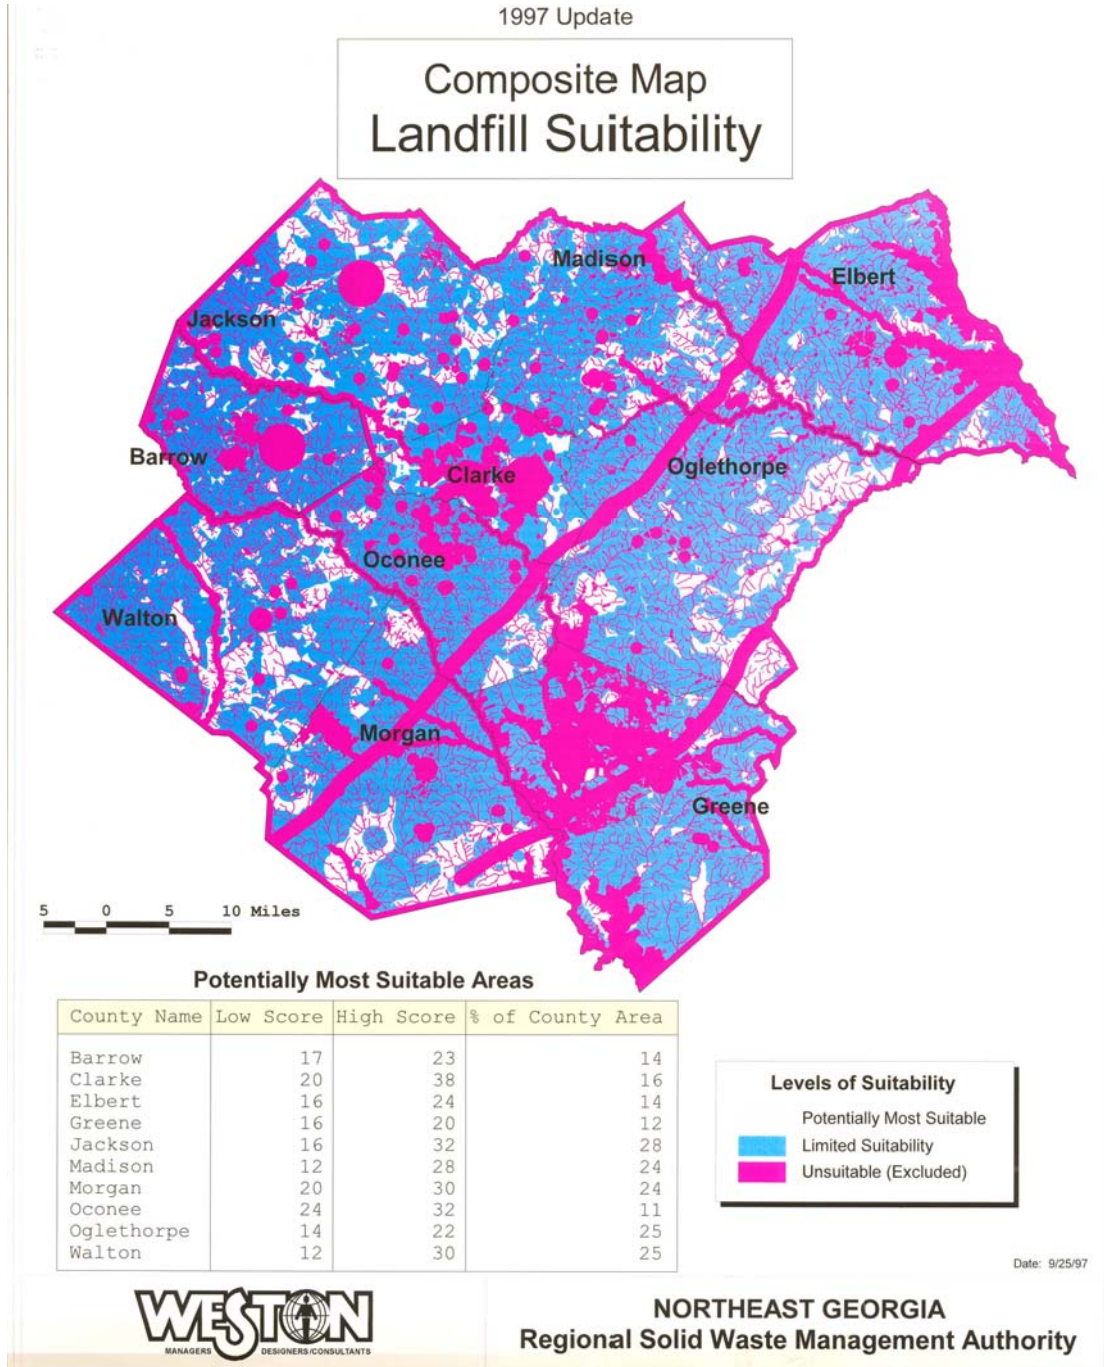 1997 Update
Composite Map
Landfill Suitability
Madison
Elbert
Jackson
Barrow
Clarke
Oglethorpe
Oconee
Walton
Morgan
Greene
5 0 5 10 Miles
Potentially Most Suitable Areas
County Name Low Score High Score % of County Area
Barrow 17 23 14
Clarke 20 38 16
Elbert 16 24 14
Greene 16 20 12
Jackson 16 32 28
Madison 12 28 24
Morgan 20 30 24
Oconee 24 32 11
Oglethorpe 14 22 25
Walton 12 30 25
Levels of Suitability
Potentially Most Suitable
Limited Suitability
Unsuitable (Excluded)
Date: 9/25/97
WESTON
MANAGERS DESIGNERS/CONSULTANTS
NORTHEAST GEORGIA
Regional Solid Waste Management Authority